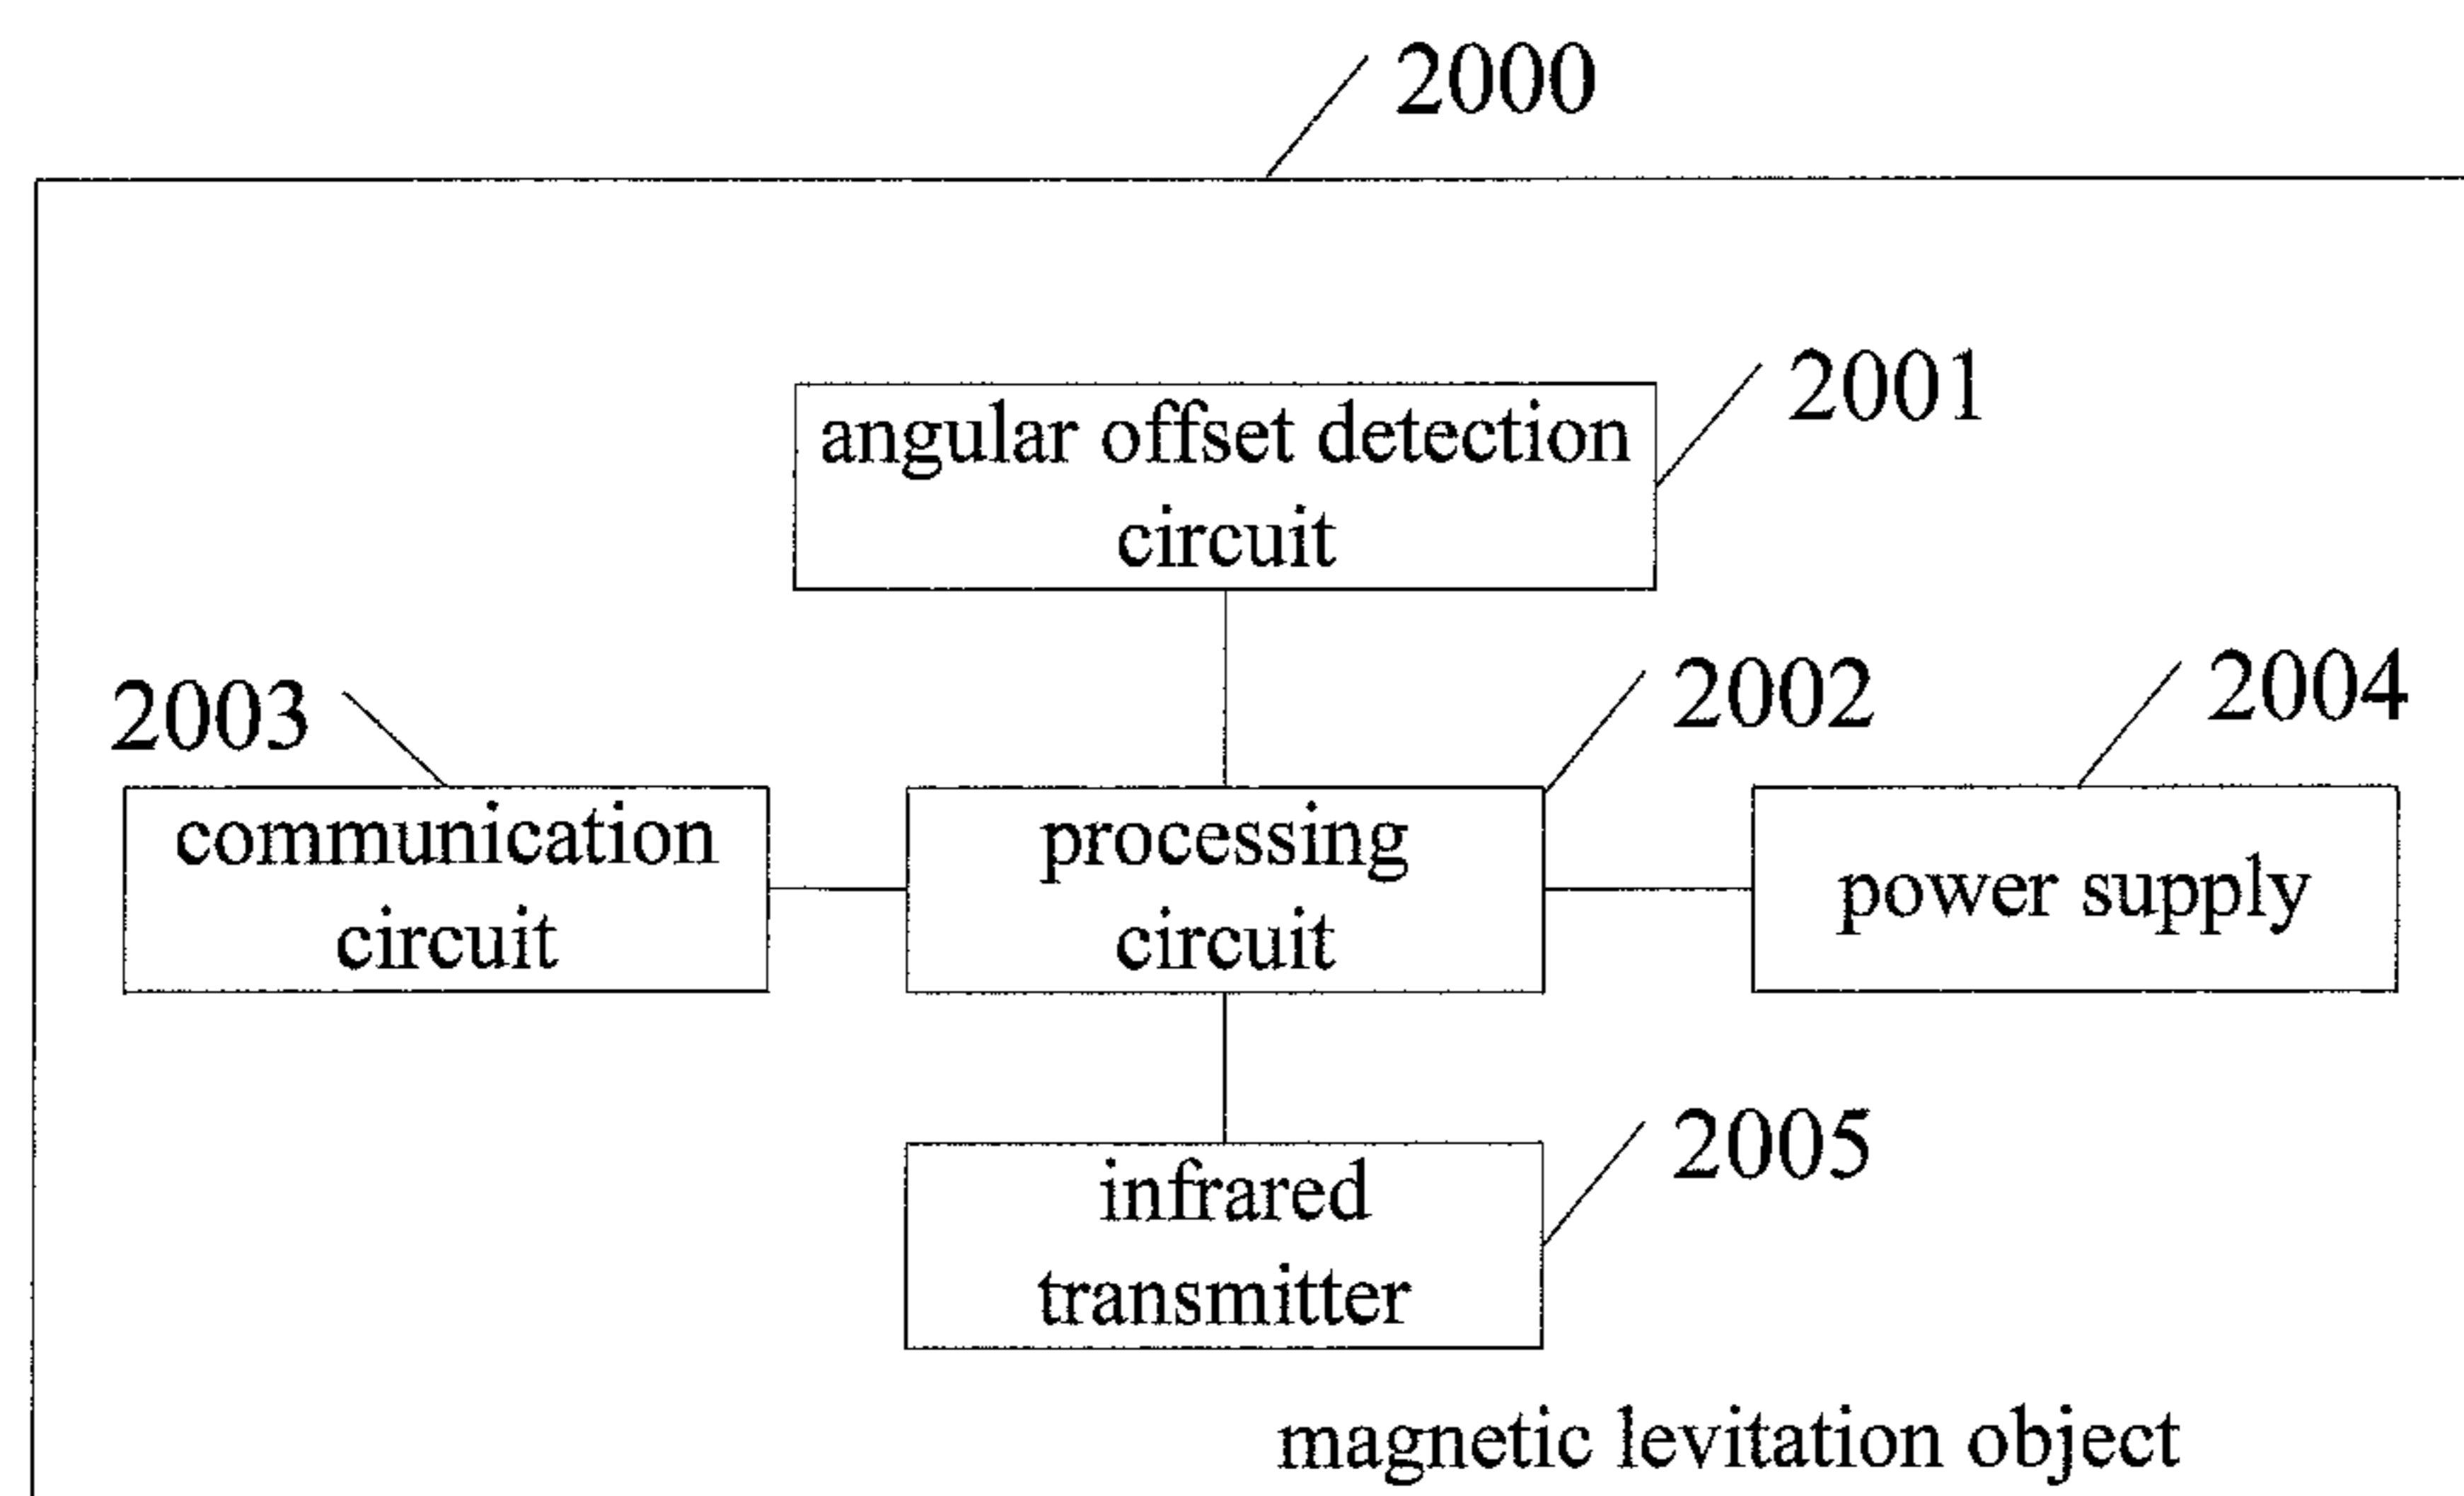 2000
2001
angular offset detection
circuit
2003
2002
2004
communication
circuit
processing
circuit
power supply
2005
infrared
transmitter
magnetic levitation object